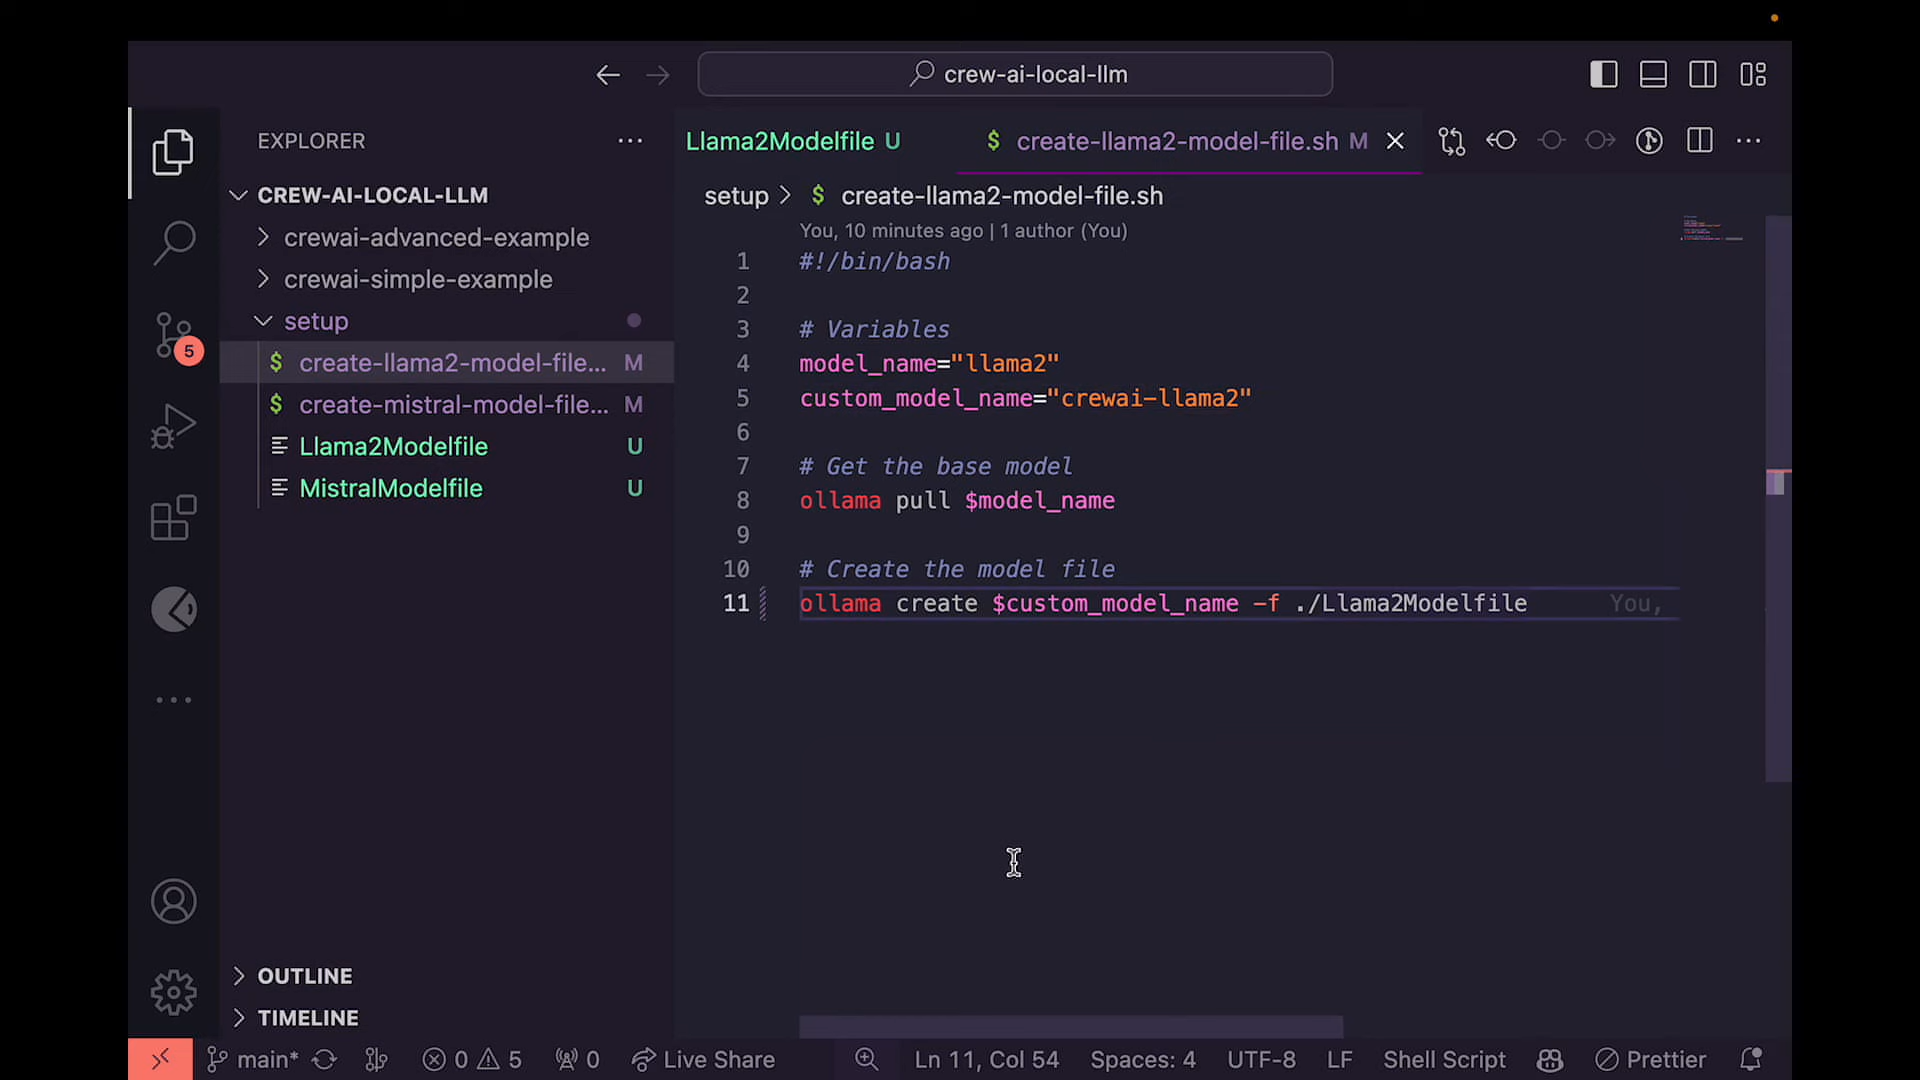 crew-ai-local-llm
EXPLORER
CREW-AI-LOCAL-LLM
crewai-advanced-example
crewai-simple-example
setup
$ create-llama2-model-file... M
$ create-mistral-model-file... M
Llama2Modelfile U
MistralModelfile U
OUTLINE
TIMELINE
5
Llama2Modelfile U
$ create-llama2-model-file.sh M
setup > $ create-llama2-model-file.sh
You, 10 minutes ago | 1 author (You)
1 #!/bin/bash
2
3 # Variables
4 model_name="llama2"
5 custom_model_name="crewai-llama2"
6
7 # Get the base model
8 ollama pull $model_name
9
10 # Create the model file
11 ollama create $custom_model_name -f ./Llama2Modelfile You,
main* 0 5 0 Live Share Ln 11, Col 54 Spaces: 4 UTF-8 LF Shell Script Prettier